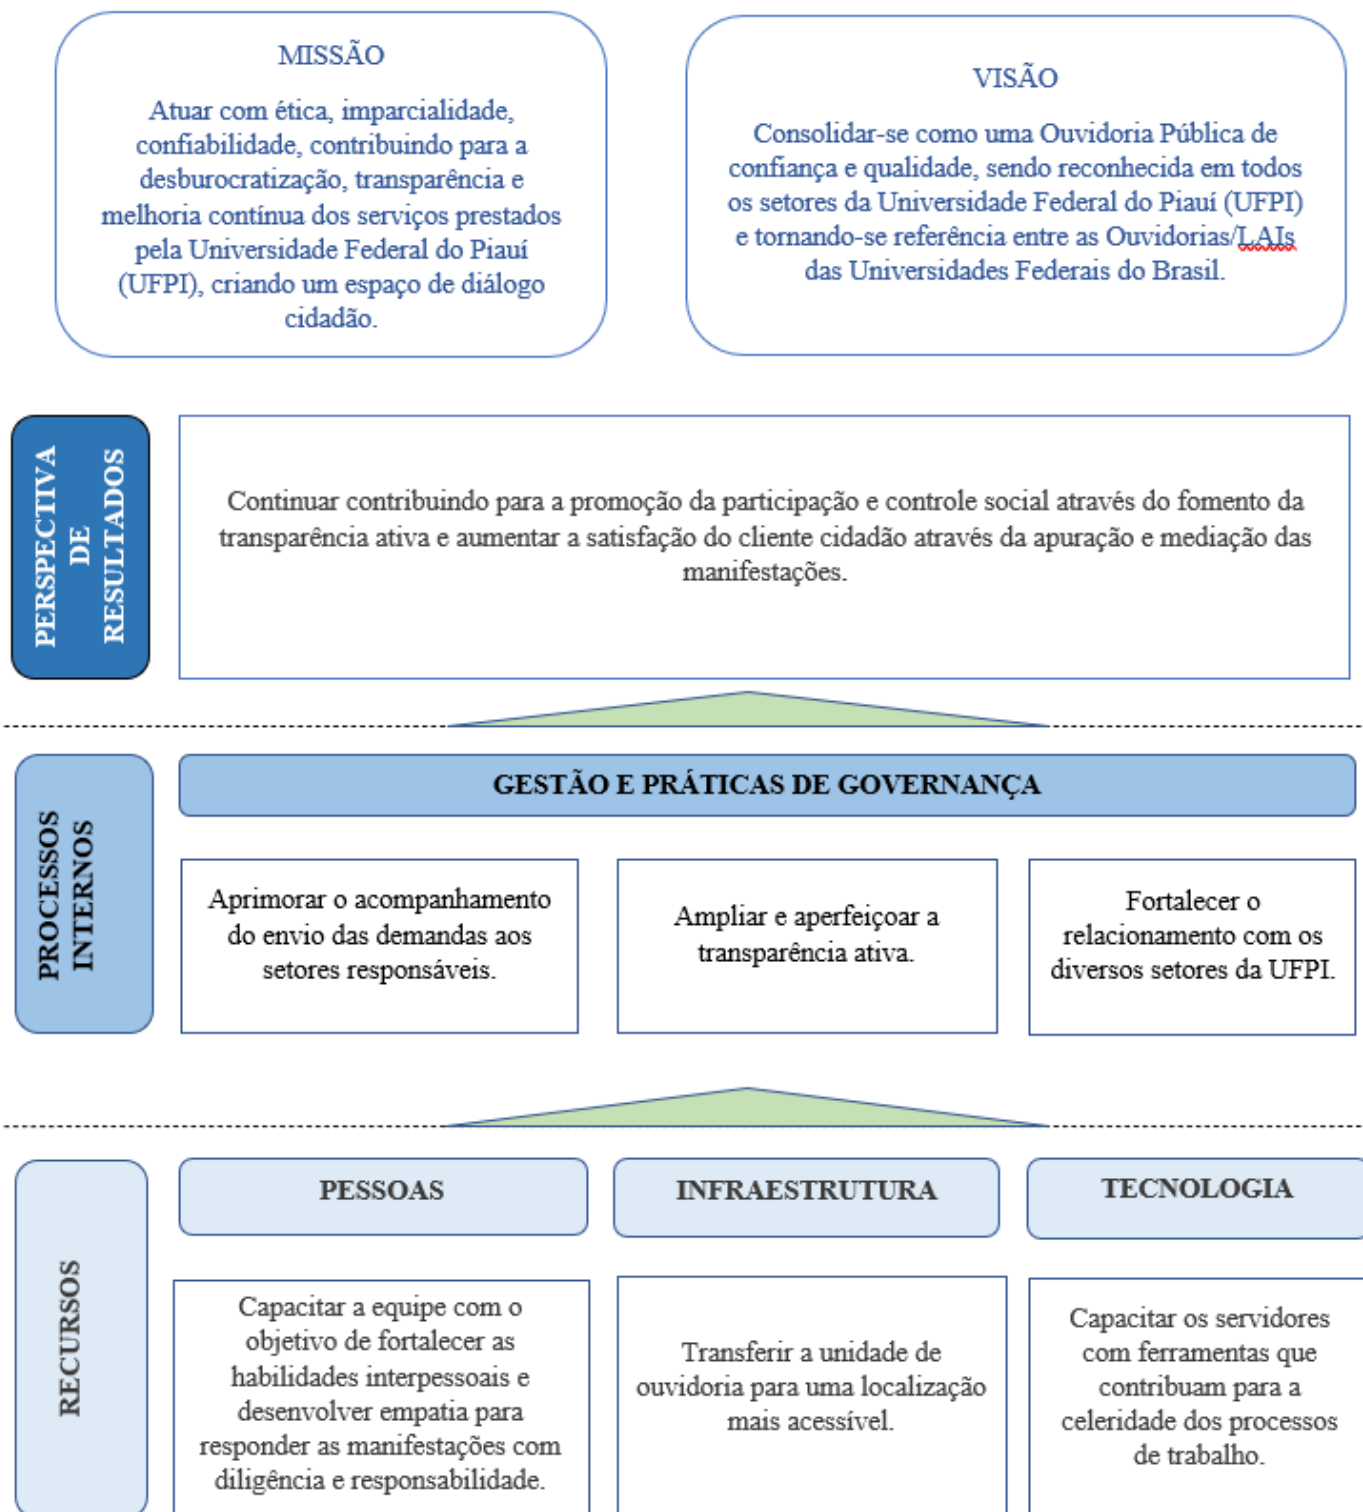 MISSÃO
Atuar com ética, imparcialidade,
confiabilidade, contribuindo para a
desburocratização, transparência e
melhoria contínua dos serviços prestados
pela Universidade Federal do Piauí
(UFPI), criando um espaço de diálogo
cidadão.
VISÃO
Consolidar-se como uma Ouvidoria Pública de
confiança e qualidade, sendo reconhecida em todos
os setores da Universidade Federal do Piauí (UFPI)
e tornando-se referência entre as Ouvidorias/LAIs
das Universidades Federais do Brasil.
PERSPECTIVA
DE
RESULTADOS
Continuar contribuindo para a promoção da participação e controle social através do fomento da
transparência ativa e aumentar a satisfação do cliente cidadão através da apuração e mediação das
manifestações.
PROCESSOS
INTERNOS
GESTÃO E PRÁTICAS DE GOVERNANÇA
Aprimorar o acompanhamento
do envio das demandas aos
setores responsáveis.
Ampliar e aperfeiçoar a
transparência ativa.
Fortalecer o
relacionamento com os
diversos setores da UFPI.
RECURSOS
PESSOAS
Capacitar a equipe com o
objetivo de fortalecer as
habilidades interpessoais e
desenvolver empatia para
responder as manifestações com
diligência e responsabilidade.
INFRAESTRUTURA
Transferir a unidade de
ouvidoria para uma localização
mais acessível.
TECNOLOGIA
Capacitar os servidores
com ferramentas que
contribuam para a
celeridade dos processos
de trabalho.